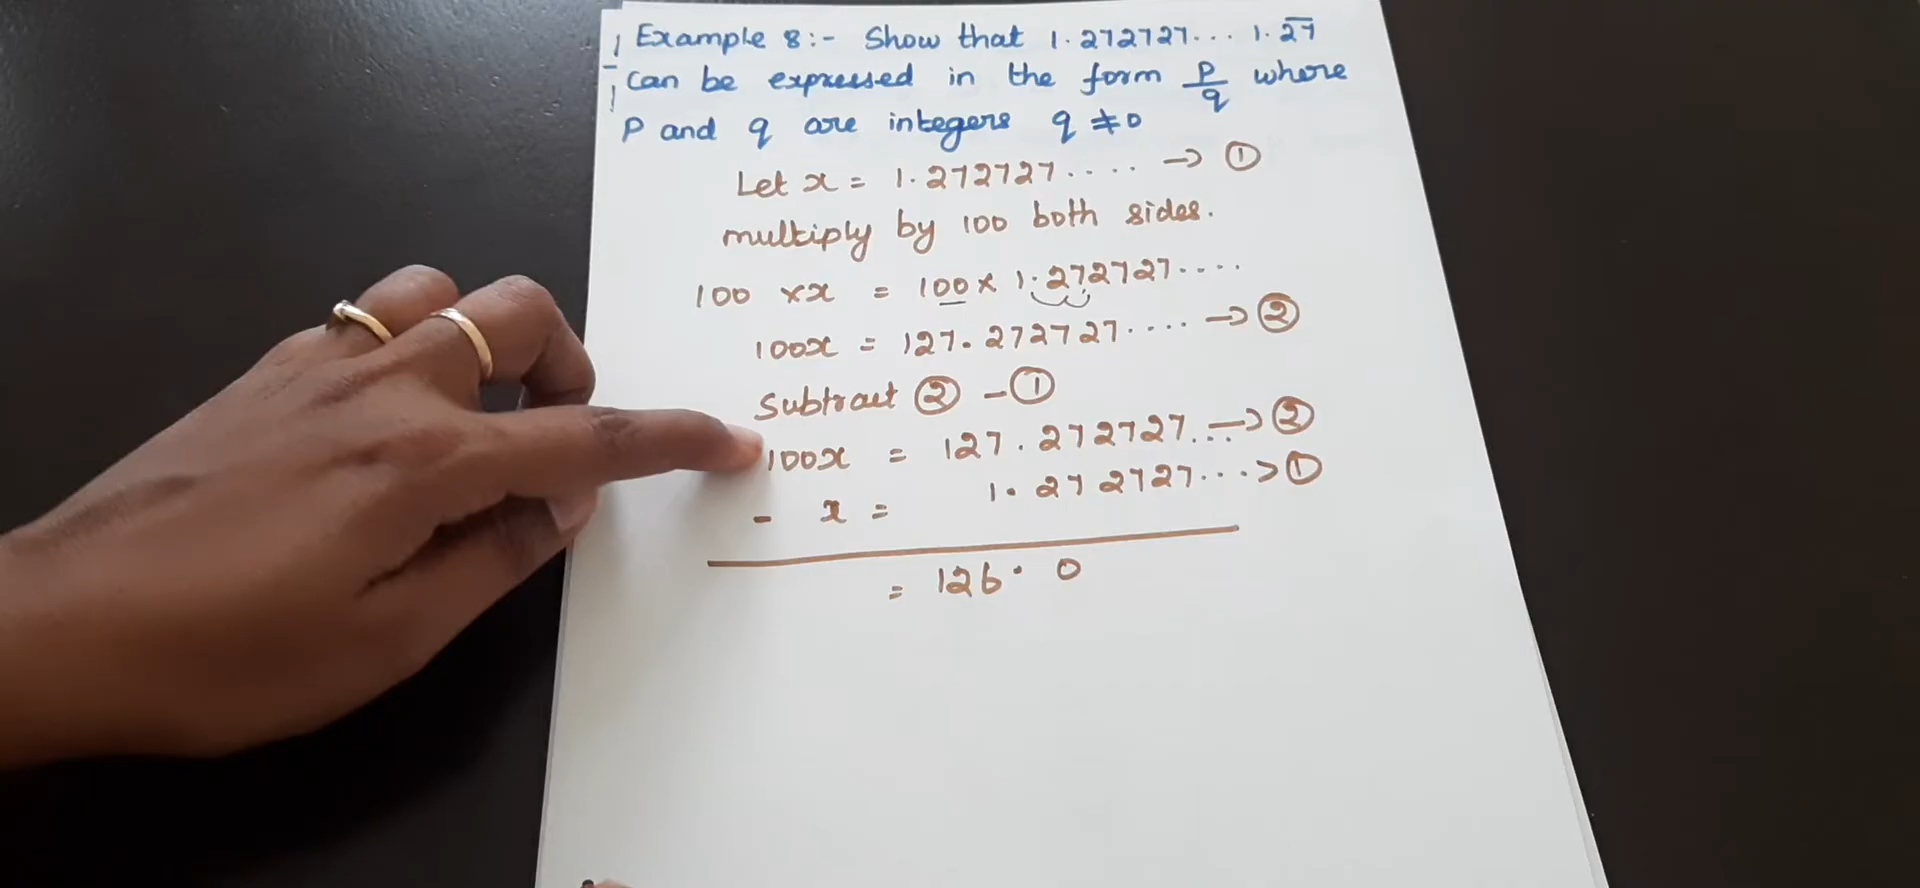 Example 8:- Show that 1.272727... 1.2̅7̅
can be expressed in the form p/q where
P and q are integers q ≠ 0
Let x = 1.272727.... → ①
multiply by 100 both sides.
100 × x = 100 × 1.272727....
100x = 127.272727.... → ②
Subtract ② - ①
100x = 127.272727... → ②
- x = 1.272727... > ①
= 126.0